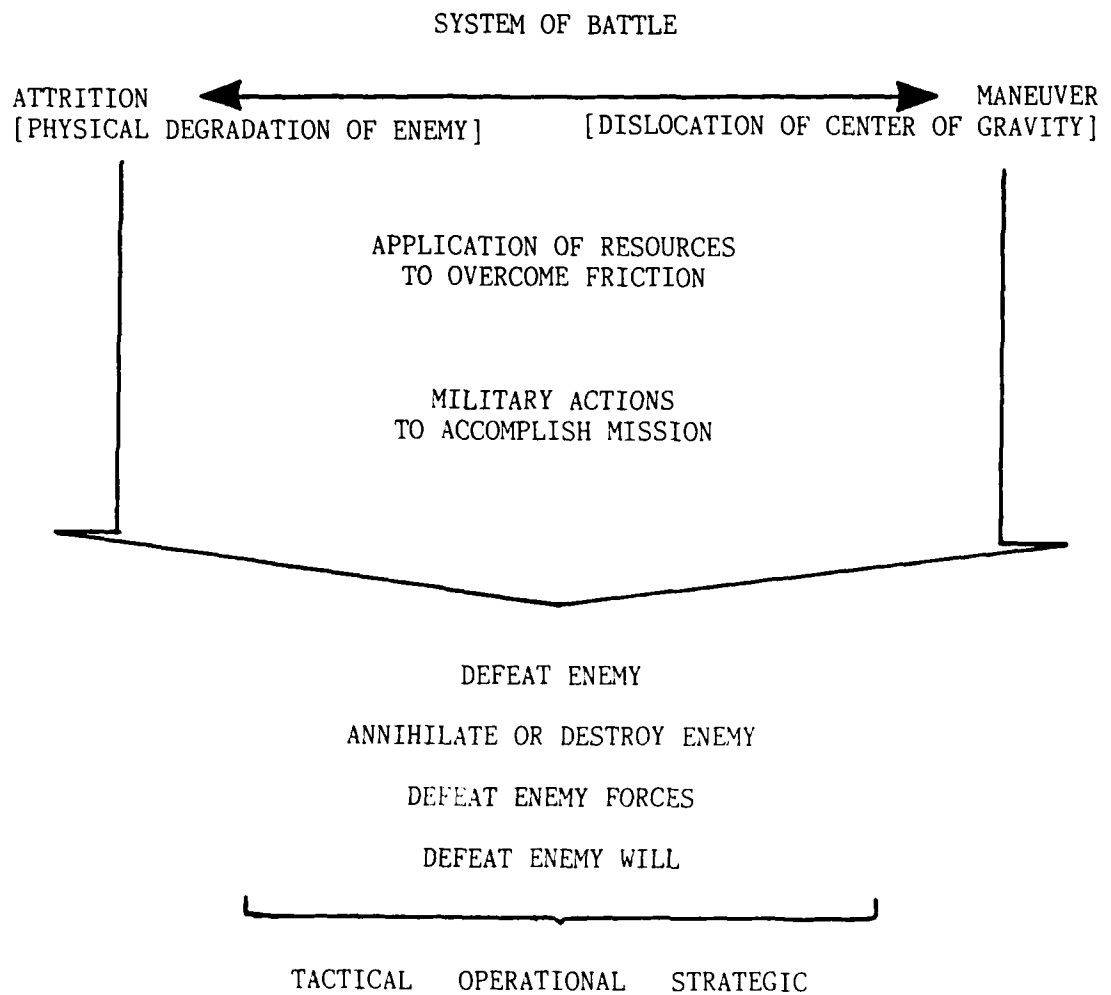 SYSTEM OF BATTLE
ATTRITION MANEUVER
[PHYSICAL DEGRADATION OF ENEMY] [DISLOCATION OF CENTER OF GRAVITY]
APPLICATION OF RESOURCES
TO OVERCOME FRICTION
MILITARY ACTIONS
TO ACCOMPLISH MISSION
DEFEAT ENEMY
ANNIHILATE OR DESTROY ENEMY
DEFEAT ENEMY FORCES
DEFEAT ENEMY WILL
TACTICAL OPERATIONAL STRATEGIC